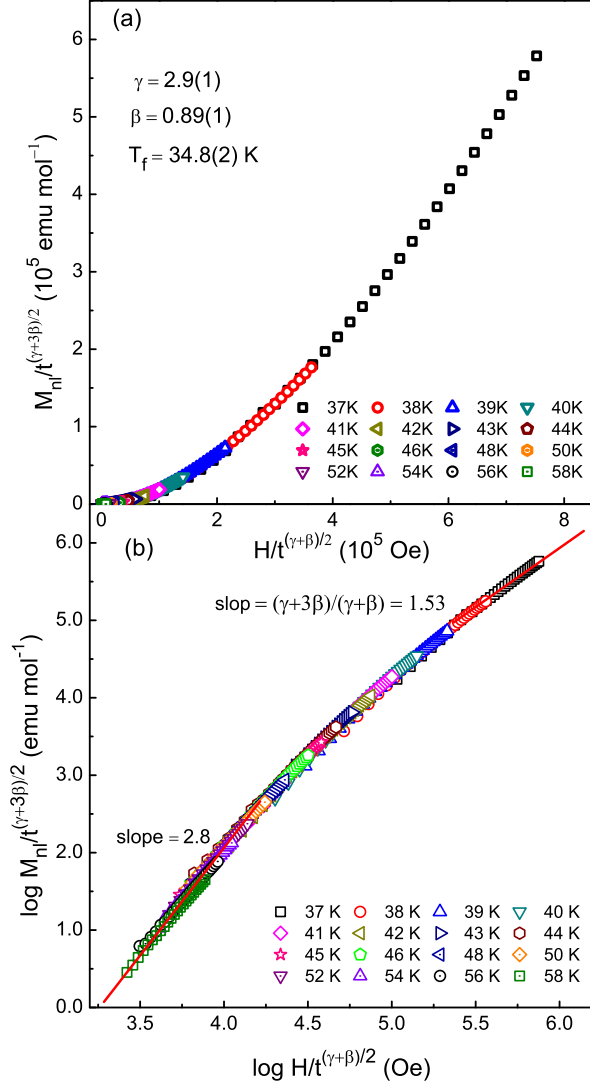 (a)
γ = 2.9(1)
β = 0.89(1)
T_f = 34.8(2) K
M_nl/t^(γ+3β)/2 (10^5 emu mol^−1)
6
5
4
3
2
1
0
37K 38K 39K 40K
41K 42K 43K 44K
45K 46K 48K 50K
52K 54K 56K 58K
0 2 4 6 8
H/t^(γ+β)/2 (10^5 Oe)
(b)
slop = (γ+3β)/(γ+β) = 1.53
slope = 2.8
log M_nl/t^(γ+3β)/2 (emu mol^−1)
6.0
5.0
4.0
3.0
2.0
1.0
0.0
37 K 38 K 39 K 40 K
41 K 42 K 43 K 44 K
45 K 46 K 48 K 50 K
52 K 54 K 56 K 58 K
3.5 4.0 4.5 5.0 5.5 6.0
log H/t^(γ+β)/2 (Oe)